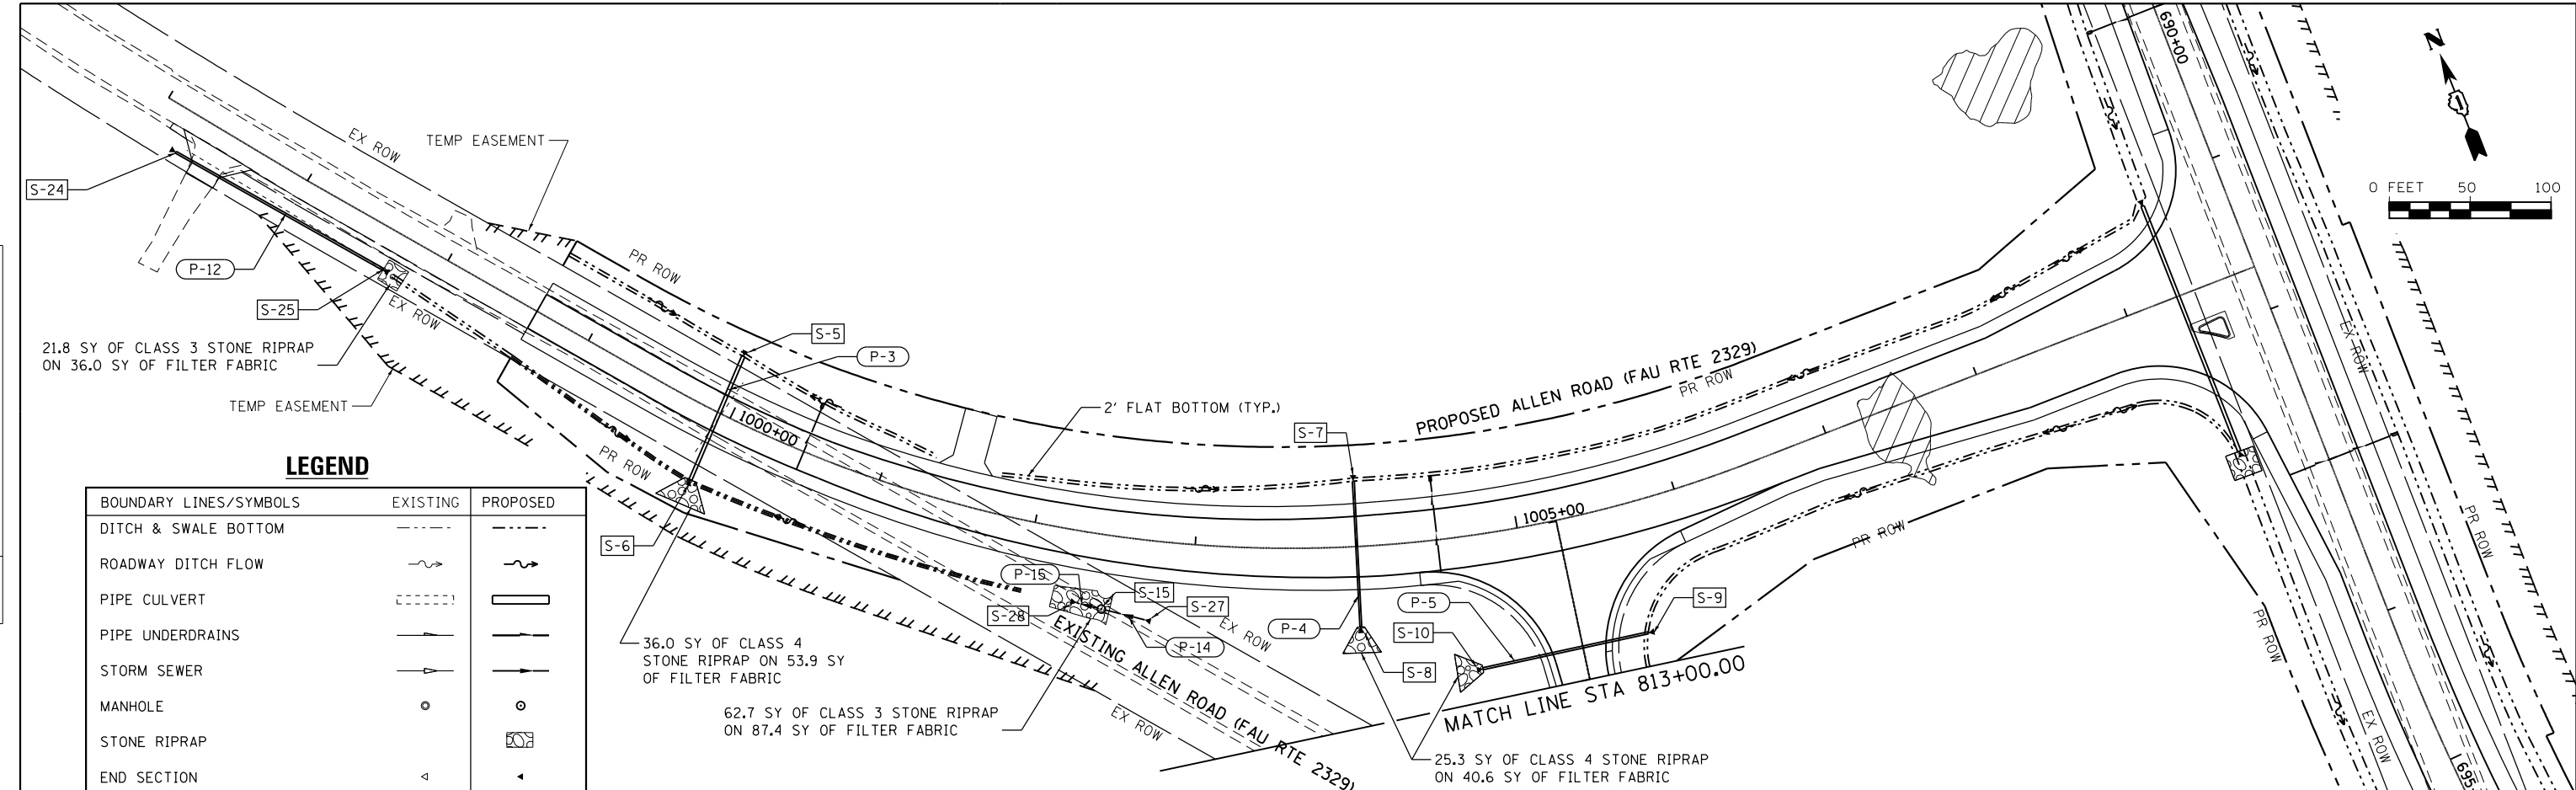 690+00
N
EX ROW
TEMP EASEMENT
0 FEET 50 100
S-24
P-12
PR ROW
S-25
EX ROW
S-5
P-3
21.8 SY OF CLASS 3 STONE RIPRAP
ON 36.0 SY OF FILTER FABRIC
TEMP EASEMENT
1000+00
2' FLAT BOTTOM (TYP.)
PROPOSED ALLEN ROAD (FAU RTE 2329)
PR ROW
EX ROW
S-7
PR ROW
LEGEND
BOUNDARY LINES/SYMBOLS EXISTING PROPOSED
DITCH & SWALE BOTTOM
ROADWAY DITCH FLOW
PIPE CULVERT
PIPE UNDERDRAINS
STORM SEWER
MANHOLE
STONE RIPRAP
END SECTION
S-6
1005+00
PR ROW
PR ROW
P-15
S-15
S-28
S-27
P-14
EX ROW
P-4
P-5
S-10
S-9
S-8
36.0 SY OF CLASS 4
STONE RIPRAP ON 53.9 SY
OF FILTER FABRIC
EXISTING ALLEN ROAD (FAU RTE 2329)
MATCH LINE STA 813+00.00
62.7 SY OF CLASS 3 STONE RIPRAP
ON 87.4 SY OF FILTER FABRIC
EX ROW
25.3 SY OF CLASS 4 STONE RIPRAP
ON 40.6 SY OF FILTER FABRIC
PR ROW
EX ROW
695